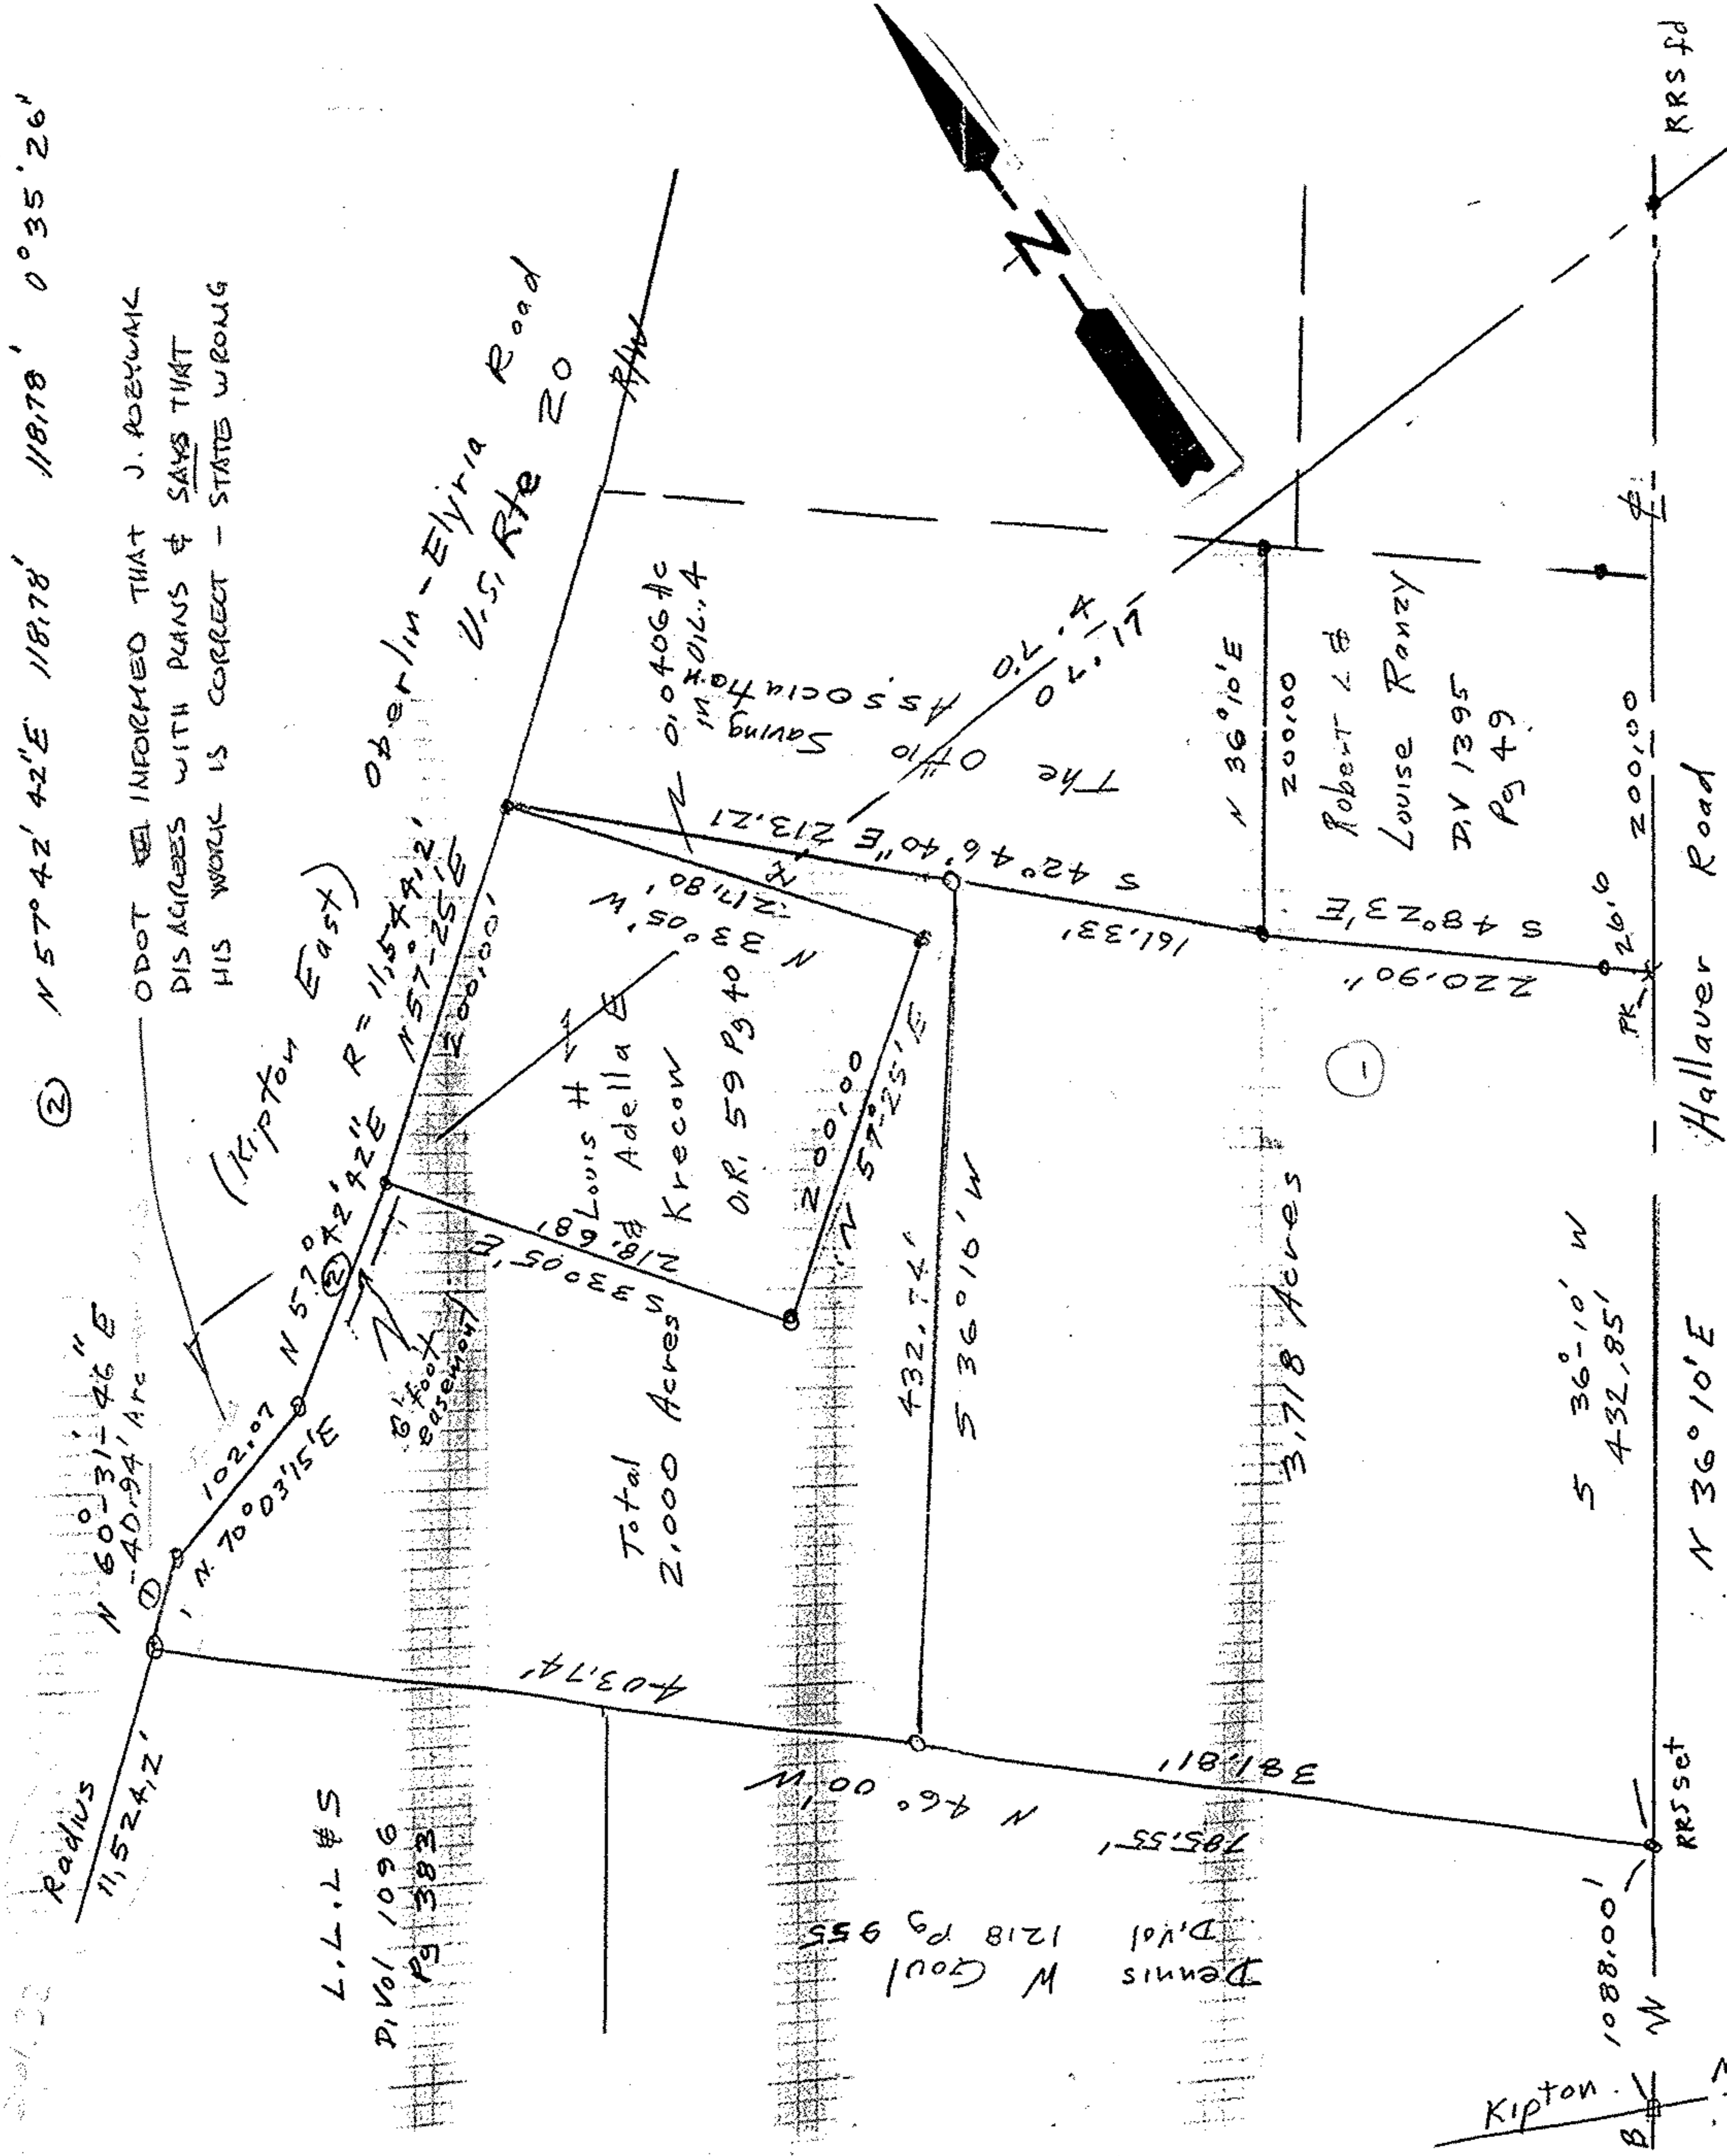 ② N 57° 42' 42"E 118.78' 118.78' 0° 35' 26"
ODOT INFORMED THAT J. ROZYWAK
DISAGREES WITH PLANS & SAYS THAT
HIS WORK IS CORRECT - STATE WRONG
Radius
11,524.2'
N 60°-31'-46" E
-40.94' Arc
①
102.07
N. 70° 03'15"E
(Kipton East)
Oberlin-Elyria Road
U.S. Rte 20
R/W
N 57° 42' 42"E R = 11,544.2'
②
N 57°-25' E
200.00'
6' foot
easement
L.L.L & S
D. Vol 1096
Pg 383
403.74'
Total
2.000 Acres
N 33° 05' E
218.68'
Louis H
& Adella E
Krecow
O.R. 59 Pg 40
N 33° 05' W
217.80'
200.00
N 57°-25' E
0.0406 Ac
in O.L. 4
S 42° 46' 40" E 213.21
The Ohio
Saving
Association
O.L. 4
O.L. 17
432.74'
S 36° 10' W
161.33'
N 36° 10' E
200.00
Robert L &
Louise Ronzy
D.V 1395
Pg 49
S 48° 23' E
220.90'
N 46° 00' W
785.55'
381.81'
Dennis W Goul
D. Vol 1218 Pg 955
3.718 Acres
S 36°-10' W
432.85'
PK
26.6
200.00
₵
RRS fd
Kipton
B
1088.00'
W
RRS set
N 36° 10' E
Hallauer Road